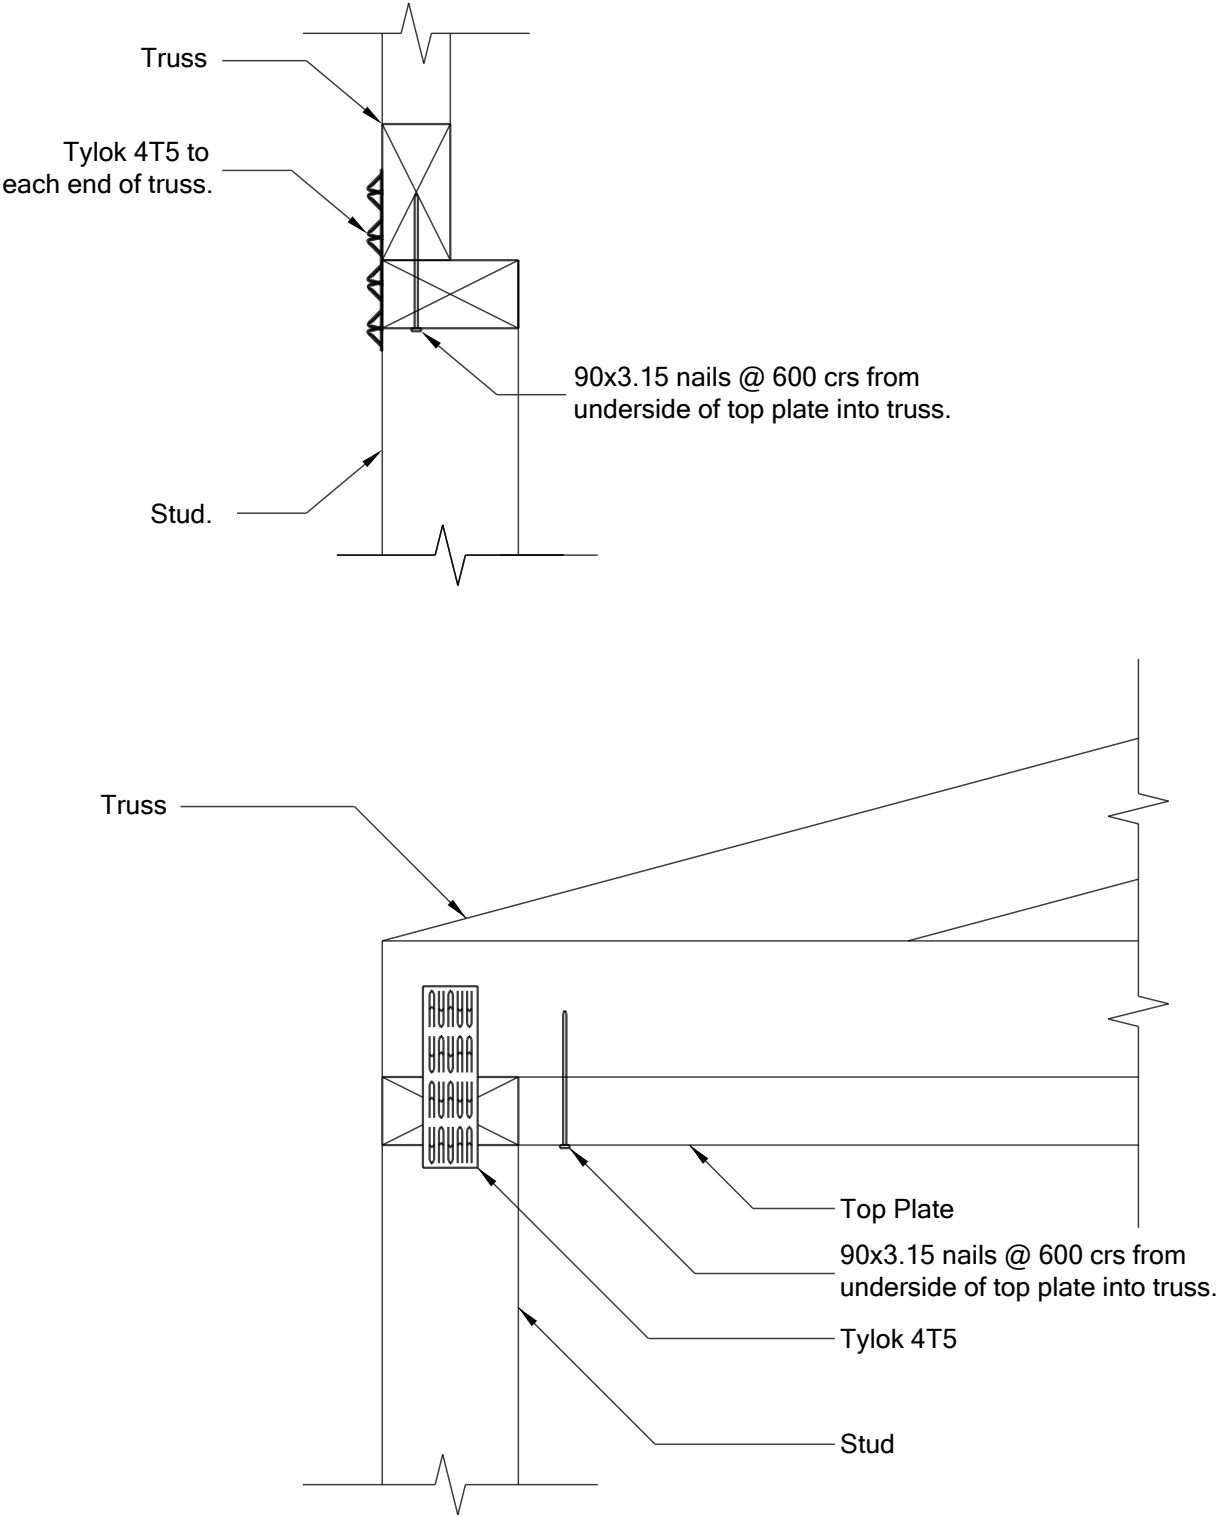 Truss
Tylok 4T5 to
each end of truss.
90x3.15 nails @ 600 crs from
underside of top plate into truss.
Stud.
Truss
Top Plate
90x3.15 nails @ 600 crs from
underside of top plate into truss.
Tylok 4T5
Stud